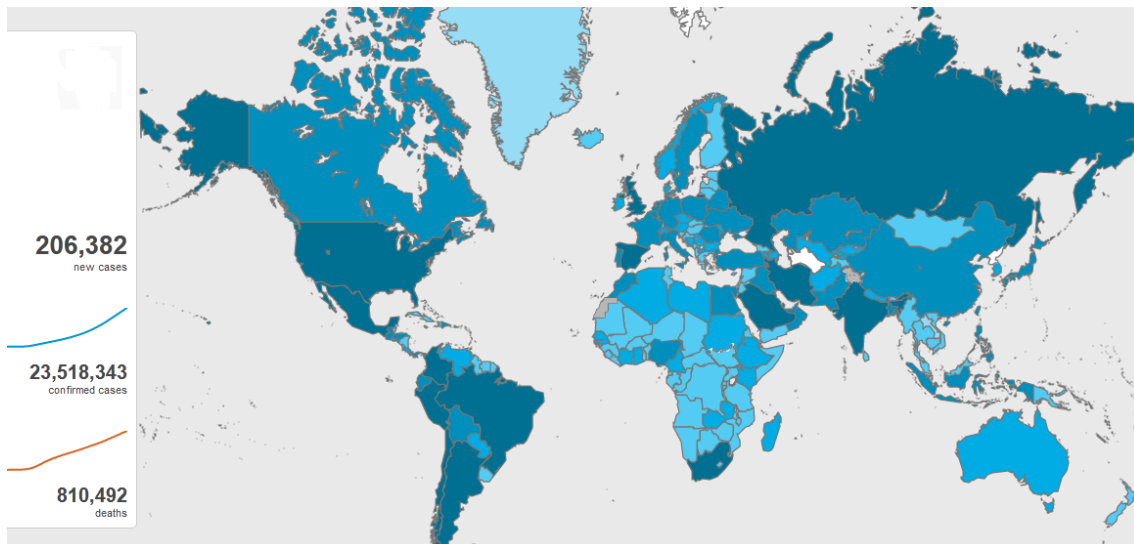 206,382
new cases
23,518,343
confirmed cases
810,492
deaths